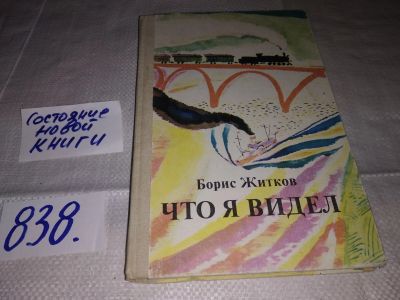 Состояние
новой
книги
838.
Борис Житков
ЧТО Я ВИДЕЛ